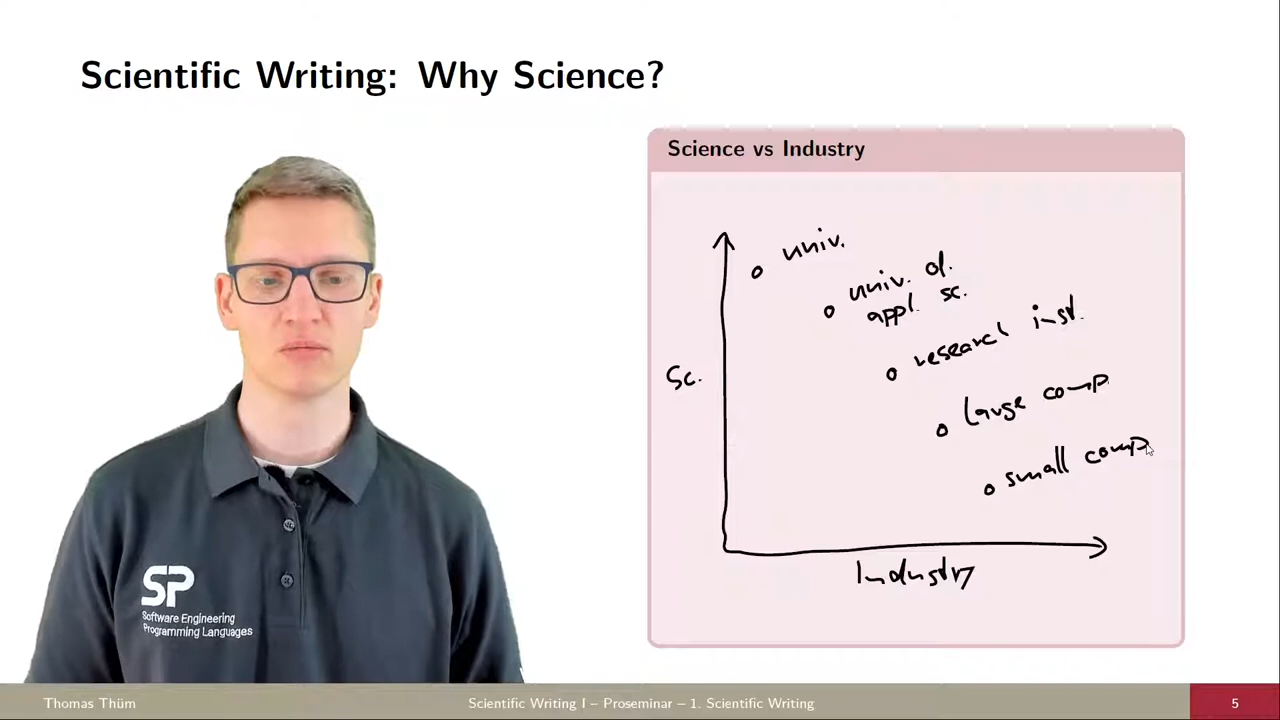 Scientific Writing: Why Science?
Science vs Industry
univ.
univ. o.
appl. sc.
research inst.
large comp
small comp
Sc.
Industry
SP
Software Engineering
Programming Languages
Thomas Thüm
Scientific Writing I – Proseminar – 1. Scientific Writing
5